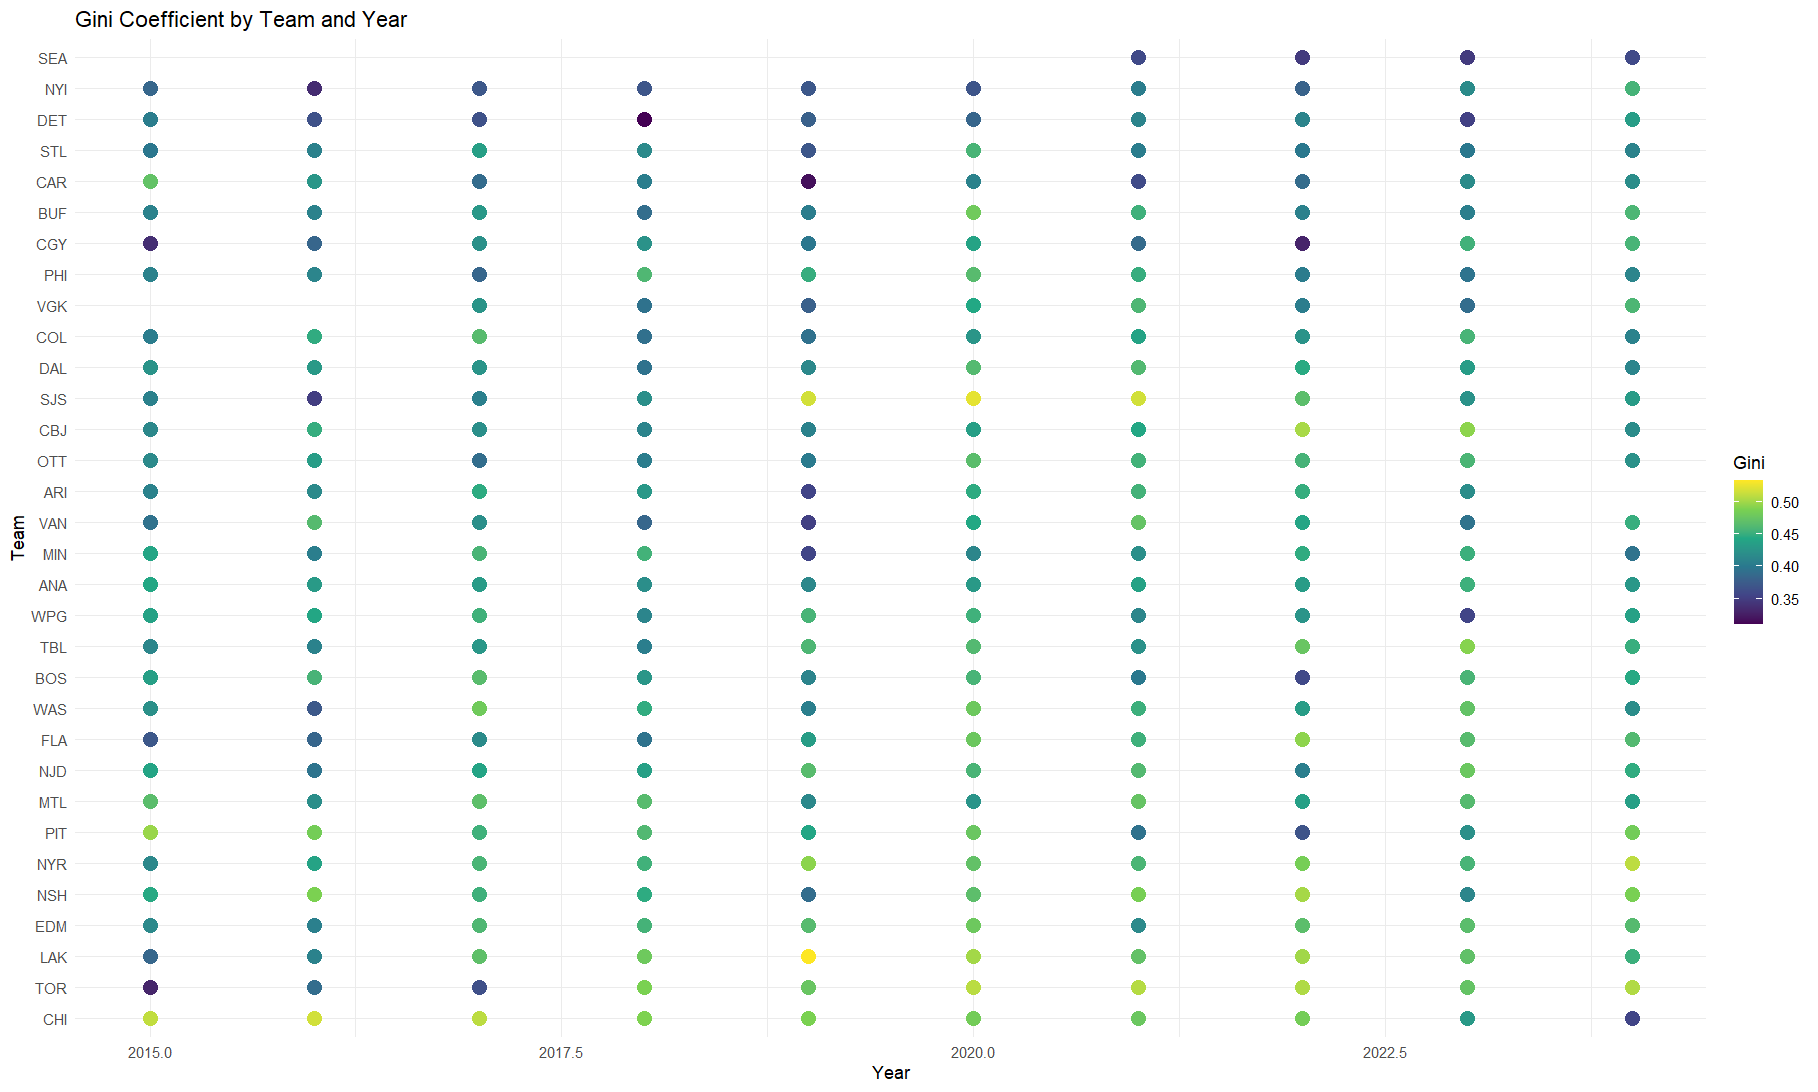 Gini Coefficient by Team and Year
SEA
NYI
DET
STL
CAR
BUF
CGY
PHI
VGK
COL
DAL
SJS
CBJ
OTT
ARI
VAN
MIN
ANA
WPG
TBL
BOS
WAS
FLA
NJD
MTL
PIT
NYR
NSH
EDM
LAK
TOR
CHI
Team
2015.0 2017.5 2020.0 2022.5
Year
Gini
0.50
0.45
0.40
0.35